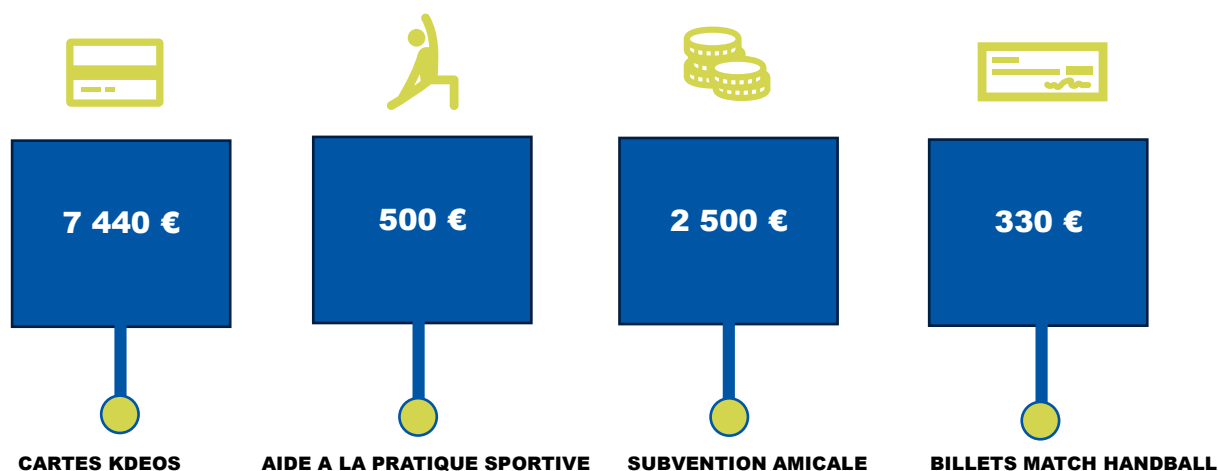 7 440 €
500 €
2 500 €
330 €
CARTES KDEOS
AIDE A LA PRATIQUE SPORTIVE
SUBVENTION AMICALE
BILLETS MATCH HANDBALL